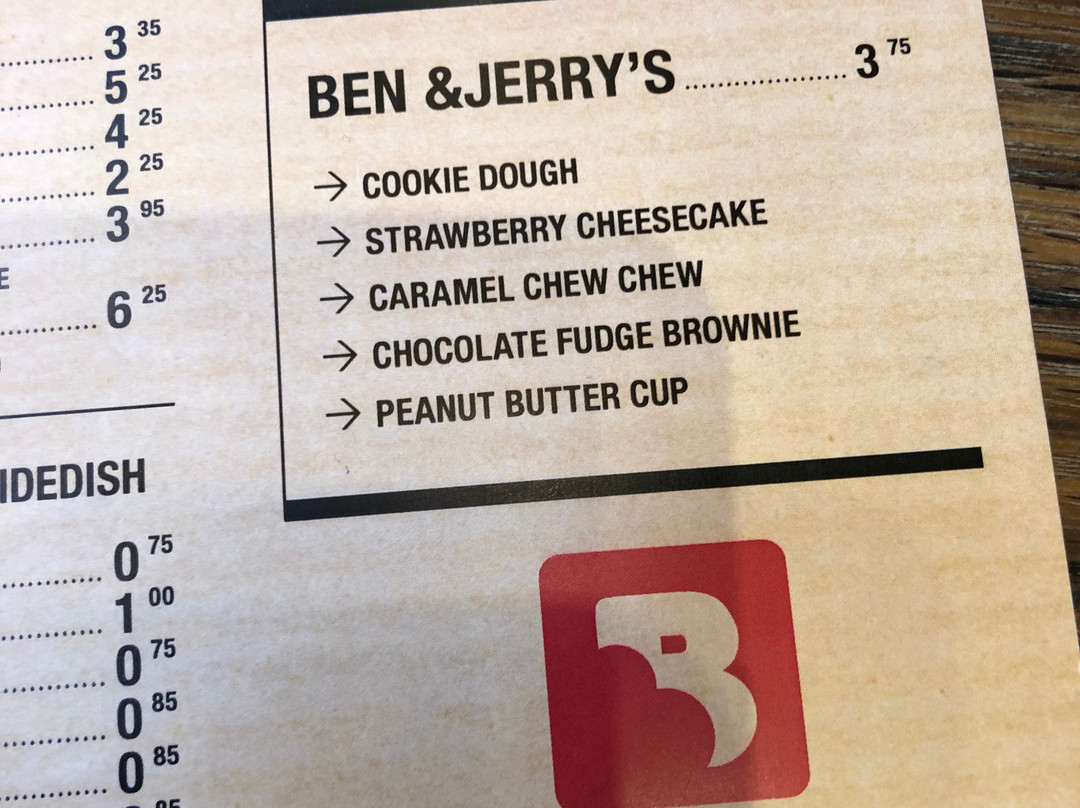 3 35
5 25
4 25
2 25
3 95
E
6 25
IDEDISH
0 75
1 00
0 75
0 85
0 85
BEN &JERRY'S 3 75
→ COOKIE DOUGH
→ STRAWBERRY CHEESECAKE
→ CARAMEL CHEW CHEW
→ CHOCOLATE FUDGE BROWNIE
→ PEANUT BUTTER CUP
B